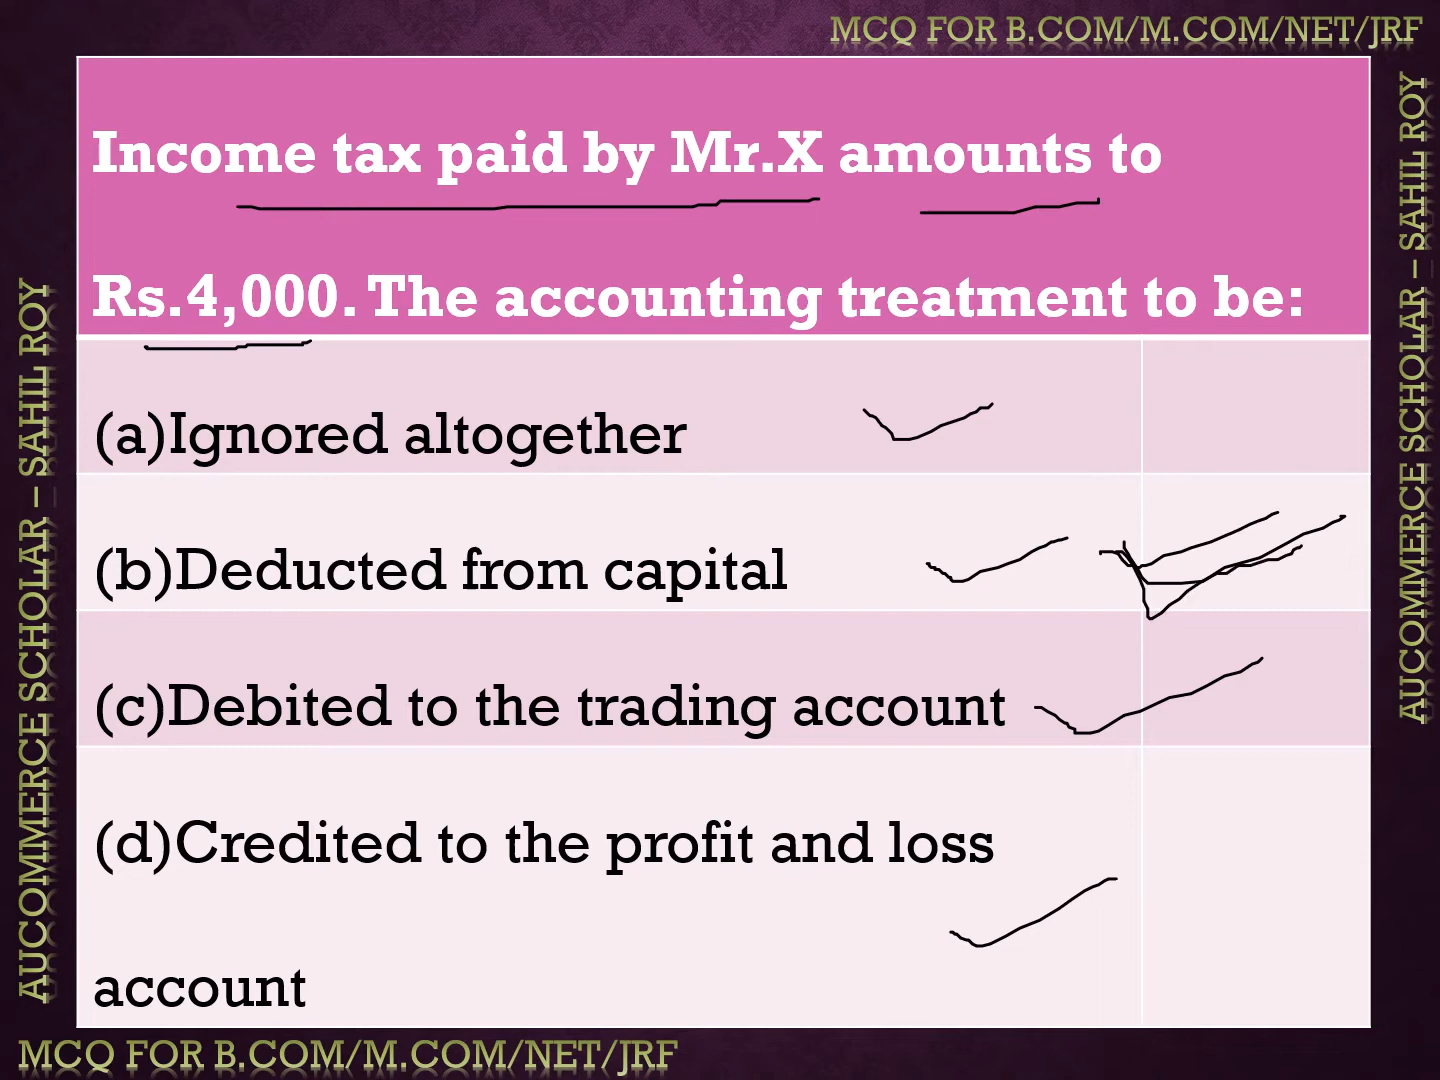 MCQ FOR B.COM/M.COM/NET/JRF
Income tax paid by Mr.X amounts to
Rs.4,000. The accounting treatment to be:
(a)Ignored altogether
(b)Deducted from capital
(c)Debited to the trading account
(d)Credited to the profit and loss
account
AUCOMMERCE SCHOLAR – SAHIL ROY
AUCOMMERCE SCHOLAR – SAHIL ROY
MCQ FOR B.COM/M.COM/NET/JRF